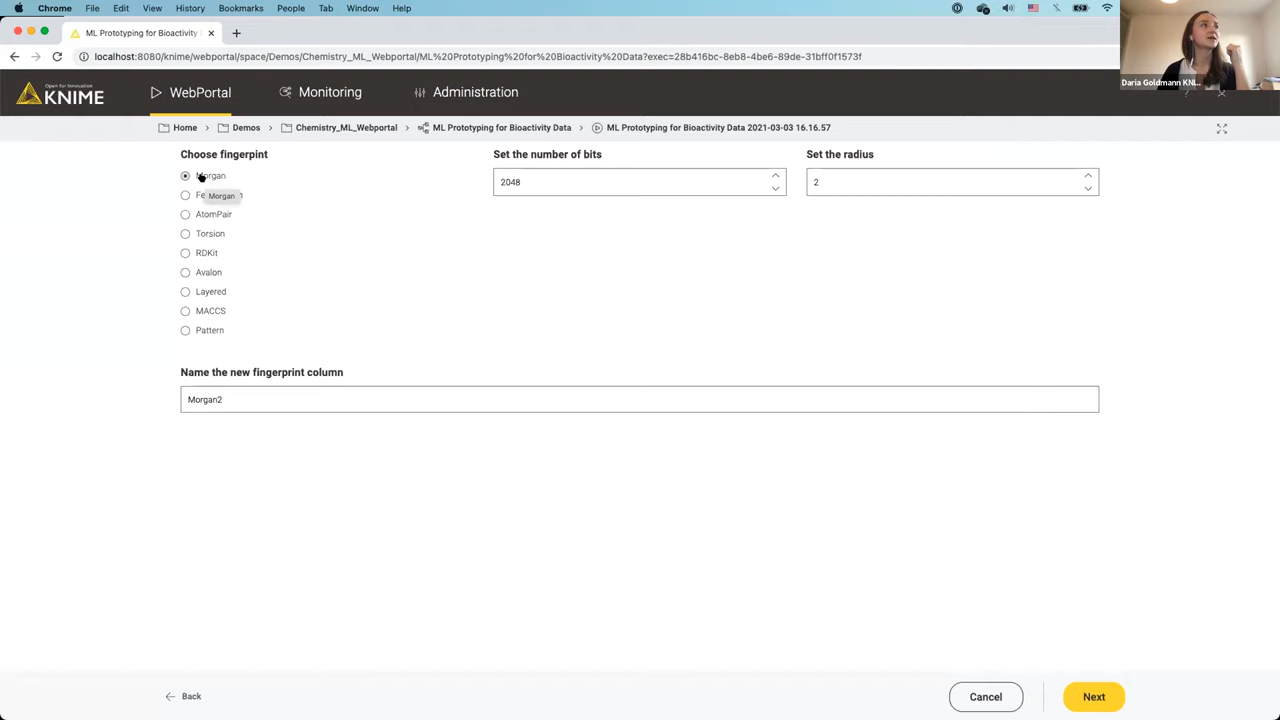 Chrome File Edit View History Bookmarks People Tab Window Help
ML Prototyping for Bioactivity
localhost:8080/knime/webportal/space/Demos/Chemistry_ML_Webportal/ML%20Prototyping%20for%20Bioactivity%20Data?exec=28b416bc-8eb8-4be6-89de-31bff0f1573f
Daria Goldmann KNI...
Open for Innovation
KNIME
WebPortal Monitoring Administration
Home > Demos > Chemistry_ML_Webportal > ML Prototyping for Bioactivity Data > ML Prototyping for Bioactivity Data 2021-03-03 16.16.57
Choose fingerpint Set the number of bits Set the radius
Morgan
2048
2
Morgan
AtomPair
Torsion
RDKit
Avalon
Layered
MACCS
Pattern
Name the new fingerprint column
Morgan2
Back Cancel Next